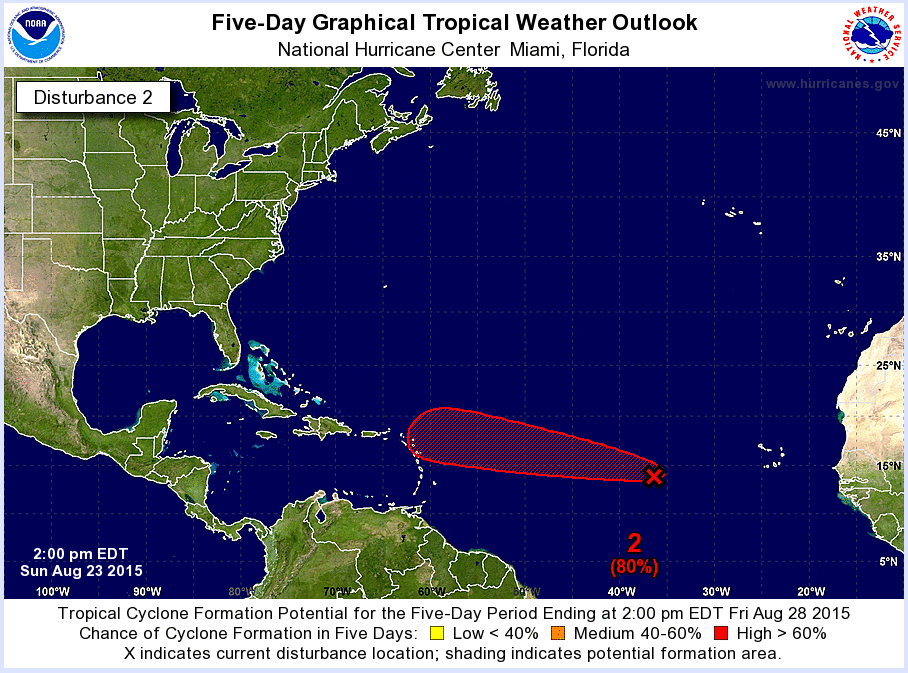 Five-Day Graphical Tropical Weather Outlook
National Hurricane Center Miami, Florida
NOAA
NATIONAL WEATHER SERVICE
Disturbance 2
www.hurricanes.gov
45°N
35°N
25°N
15°N
5°N
2
(80%)
2:00 pm EDT
Sun Aug 23 2015
100°W 90°W 80°W 70°W 60°W 50°W 40°W 30°W 20°W
Tropical Cyclone Formation Potential for the Five-Day Period Ending at 2:00 pm EDT Fri Aug 28 2015
Chance of Cyclone Formation in Five Days: Low < 40% Medium 40-60% High > 60%
X indicates current disturbance location; shading indicates potential formation area.